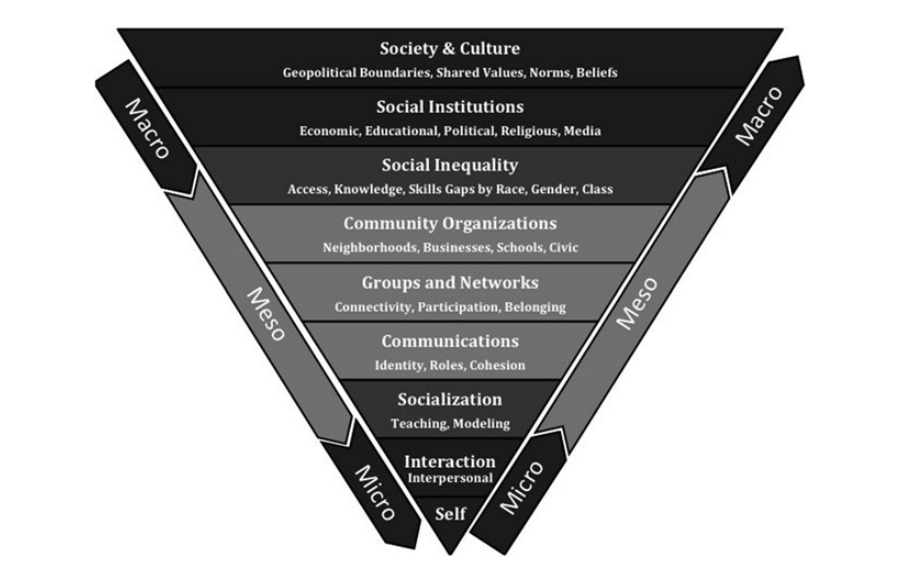 Society & Culture
Geopolitical Boundaries, Shared Values, Norms, Beliefs
Social Institutions
Economic, Educational, Political, Religious, Media
Social Inequality
Access, Knowledge, Skills Gaps by Race, Gender, Class
Community Organizations
Neighborhoods, Businesses, Schools, Civic
Groups and Networks
Connectivity, Participation, Belonging
Communications
Identity, Roles, Cohesion
Socialization
Teaching, Modeling
Interaction
Interpersonal
Self
Macro
Meso
Micro
Macro
Meso
Micro